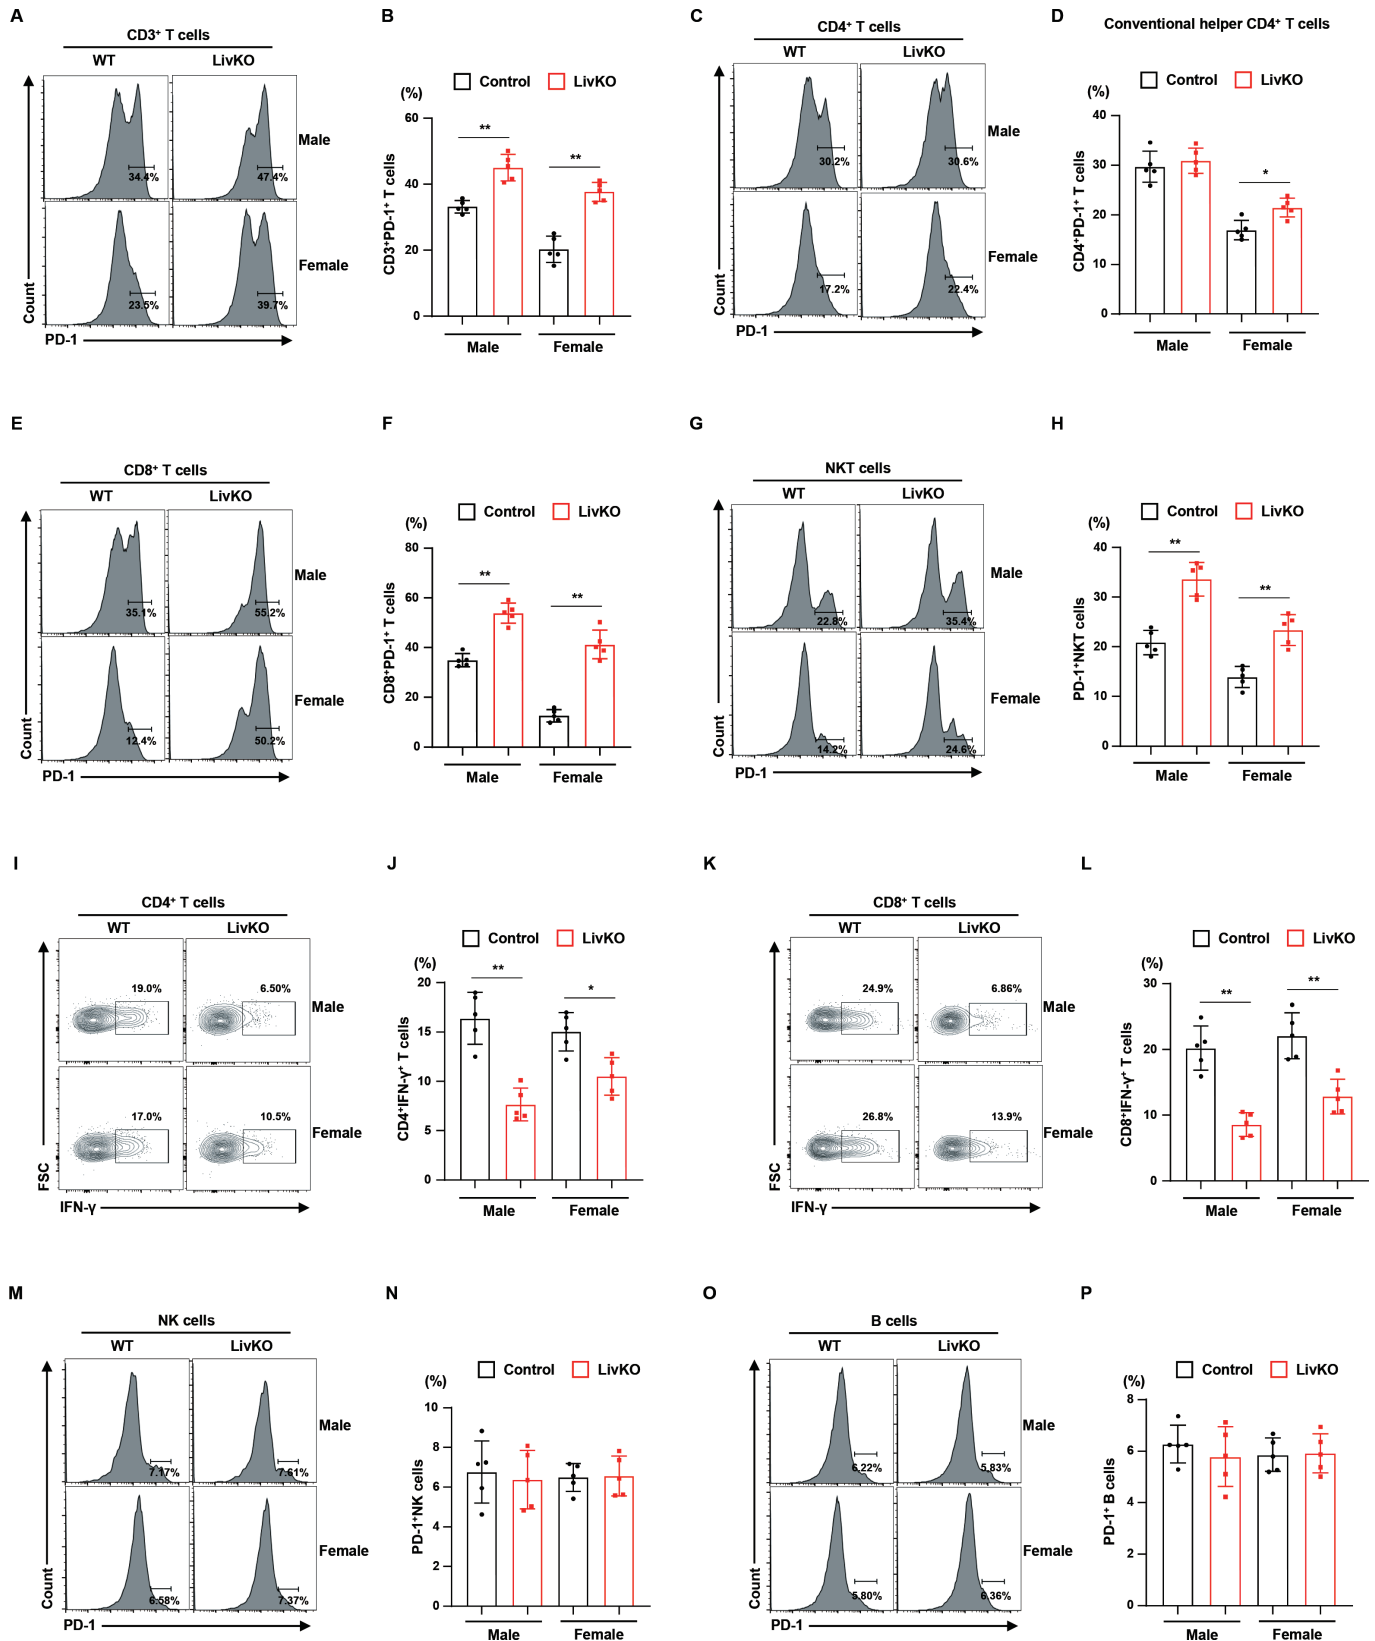 A
CD3+ T cells
WT
LivKO
34.4%
47.4%
Male
23.5%
39.7%
Female
Count
PD-1
B
Control
LivKO
(%)
CD3+PD-1+ T cells
60
40
20
0
**
**
Male
Female
C
CD4+ T cells
WT
LivKO
30.2%
30.6%
Male
17.2%
22.4%
Female
Count
PD-1
D
Conventional helper CD4+ T cells
Control
LivKO
(%)
CD4+PD-1+ T cells
40
30
20
10
0
*
Male
Female
E
CD8+ T cells
WT
LivKO
35.1%
55.2%
Male
12.4%
50.2%
Female
Count
PD-1
F
Control
LivKO
(%)
CD8+PD-1+ T cells
80
60
40
20
0
**
**
Male
Female
G
NKT cells
WT
LivKO
22.8%
35.4%
Male
14.2%
24.6%
Female
Count
PD-1
H
Control
LivKO
(%)
PD-1+NKT cells
40
30
20
10
0
**
**
Male
Female
I
CD4+ T cells
WT
LivKO
19.0%
6.50%
Male
17.0%
10.5%
Female
FSC
IFN-γ
J
Control
LivKO
(%)
CD4+IFN-γ+ T cells
20
15
10
5
0
**
*
Male
Female
K
CD8+ T cells
WT
LivKO
24.9%
6.86%
Male
26.8%
13.9%
Female
FSC
IFN-γ
L
Control
LivKO
(%)
CD8+IFN-γ+ T cells
30
20
10
0
**
**
Male
Female
M
NK cells
WT
LivKO
7.17%
7.61%
Male
6.58%
7.37%
Female
Count
PD-1
N
Control
LivKO
(%)
PD-1+NK cells
10
8
6
4
2
0
Male
Female
O
B cells
WT
LivKO
6.22%
5.83%
Male
5.80%
6.36%
Female
Count
PD-1
P
Control
LivKO
(%)
PD-1+ B cells
8
6
4
2
0
Male
Female